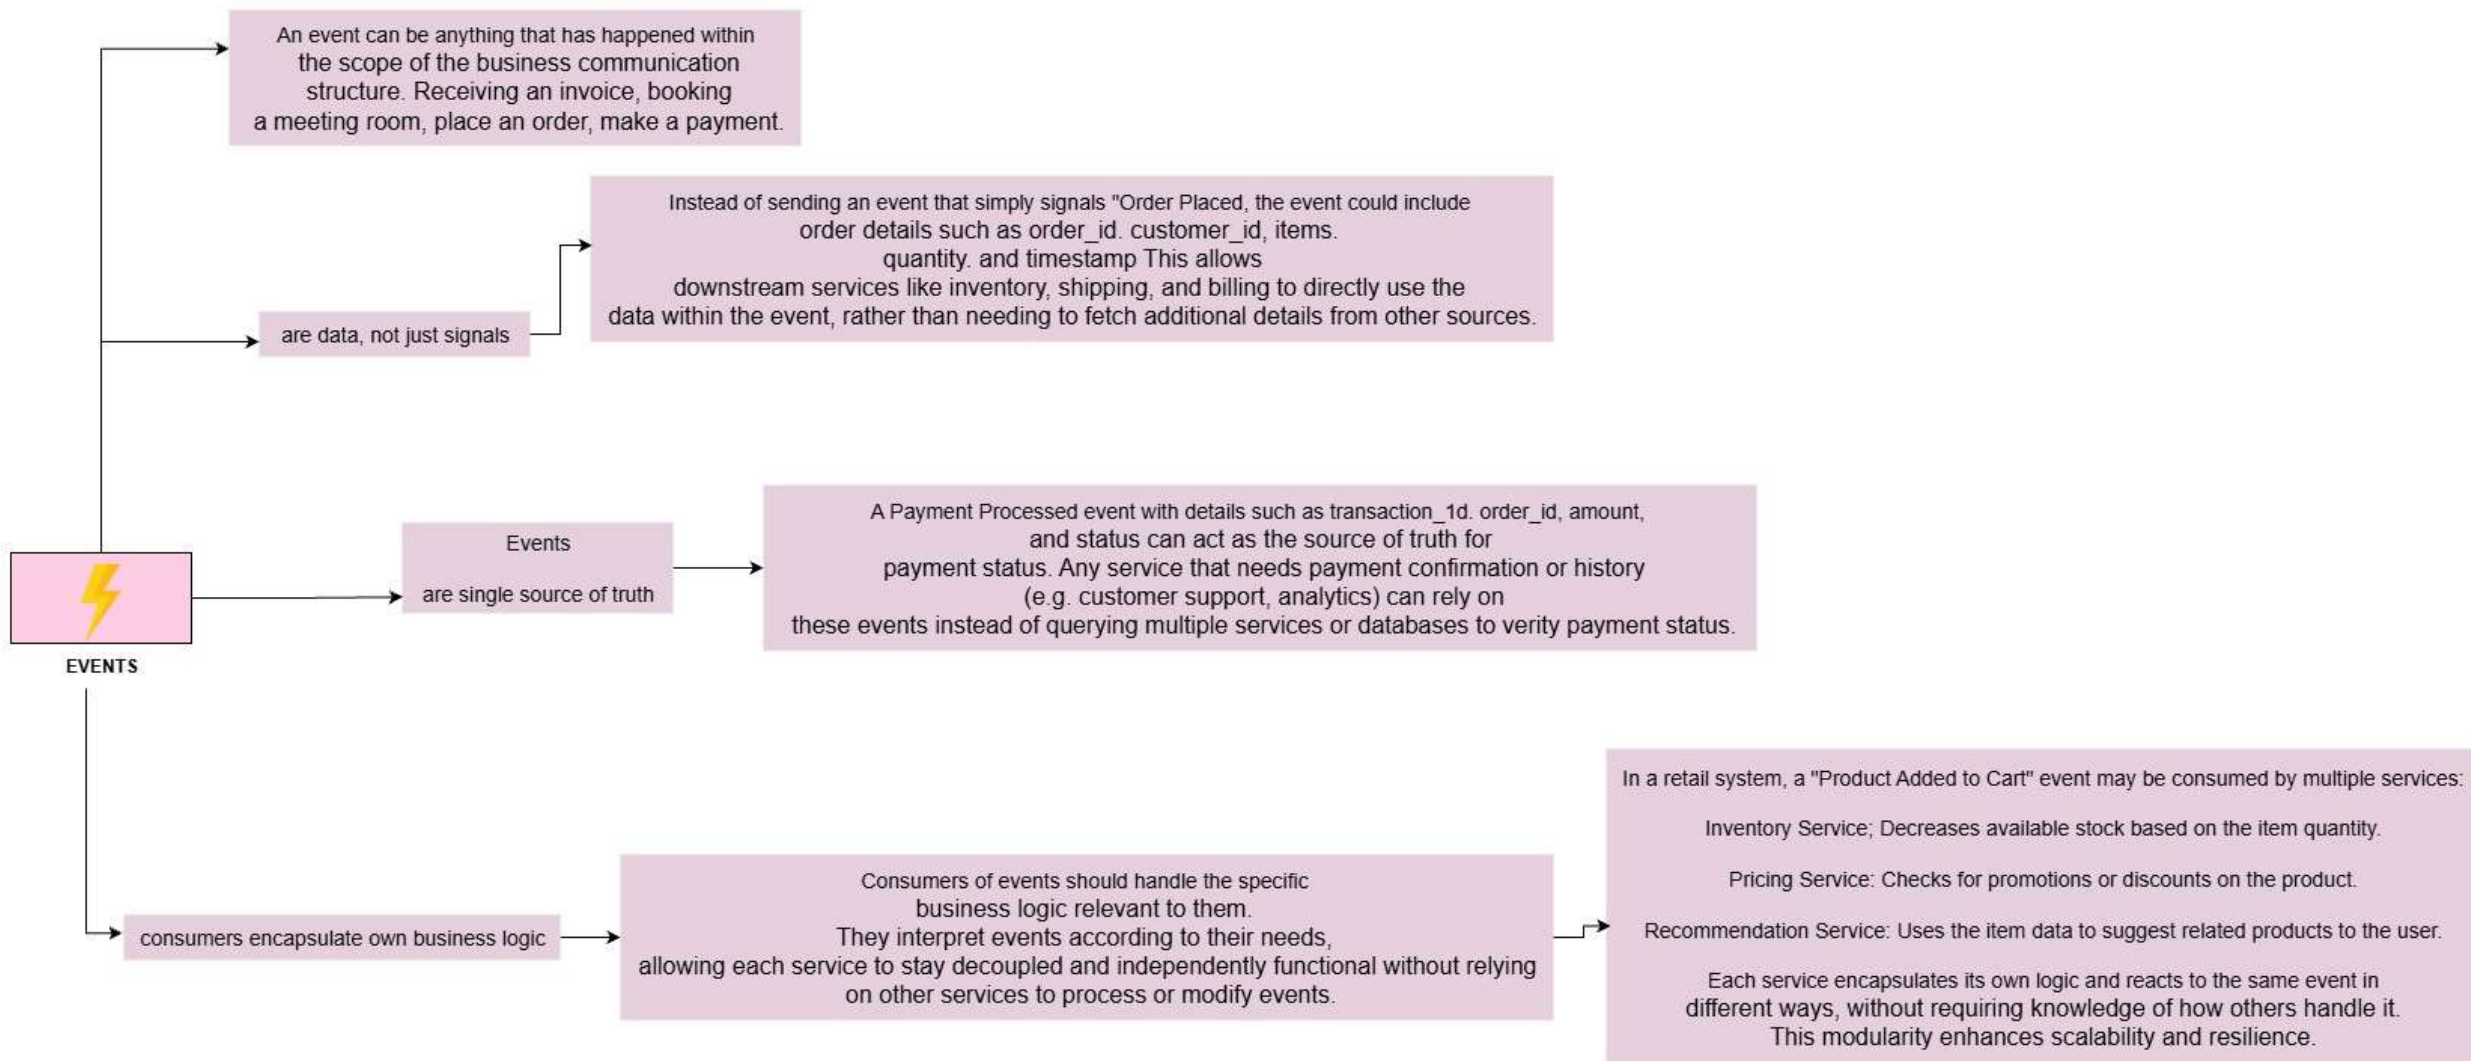 An event can be anything that has happened within
the scope of the business communication
structure. Receiving an invoice, booking
a meeting room, place an order, make a payment.
Instead of sending an event that simply signals "Order Placed, the event could include
order details such as order_id. customer_id, items.
quantity. and timestamp This allows
downstream services like inventory, shipping, and billing to directly use the
data within the event, rather than needing to fetch additional details from other sources.
are data, not just signals
A Payment Processed event with details such as transaction_1d. order_id, amount,
and status can act as the source of truth for
payment status. Any service that needs payment confirmation or history
(e.g. customer support, analytics) can rely on
these events instead of querying multiple services or databases to verity payment status.
Events
are single source of truth
EVENTS
In a retail system, a "Product Added to Cart" event may be consumed by multiple services:
Inventory Service; Decreases available stock based on the item quantity.
Pricing Service: Checks for promotions or discounts on the product.
Recommendation Service: Uses the item data to suggest related products to the user.
Each service encapsulates its own logic and reacts to the same event in
different ways, without requiring knowledge of how others handle it.
This modularity enhances scalability and resilience.
Consumers of events should handle the specific
business logic relevant to them.
They interpret events according to their needs,
allowing each service to stay decoupled and independently functional without relying
on other services to process or modify events.
consumers encapsulate own business logic